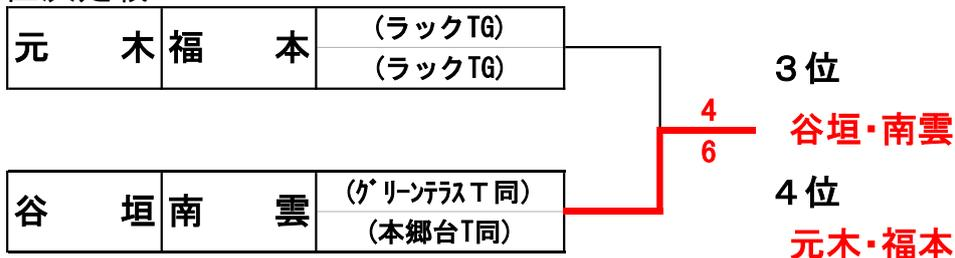 元 木 福 本 (ラックTG)
(ラックTG)
3位
4
谷垣・南雲
6
谷 垣 南 雲 (グリーンテラスT同)
(本郷台T同)
4位
元木・福本